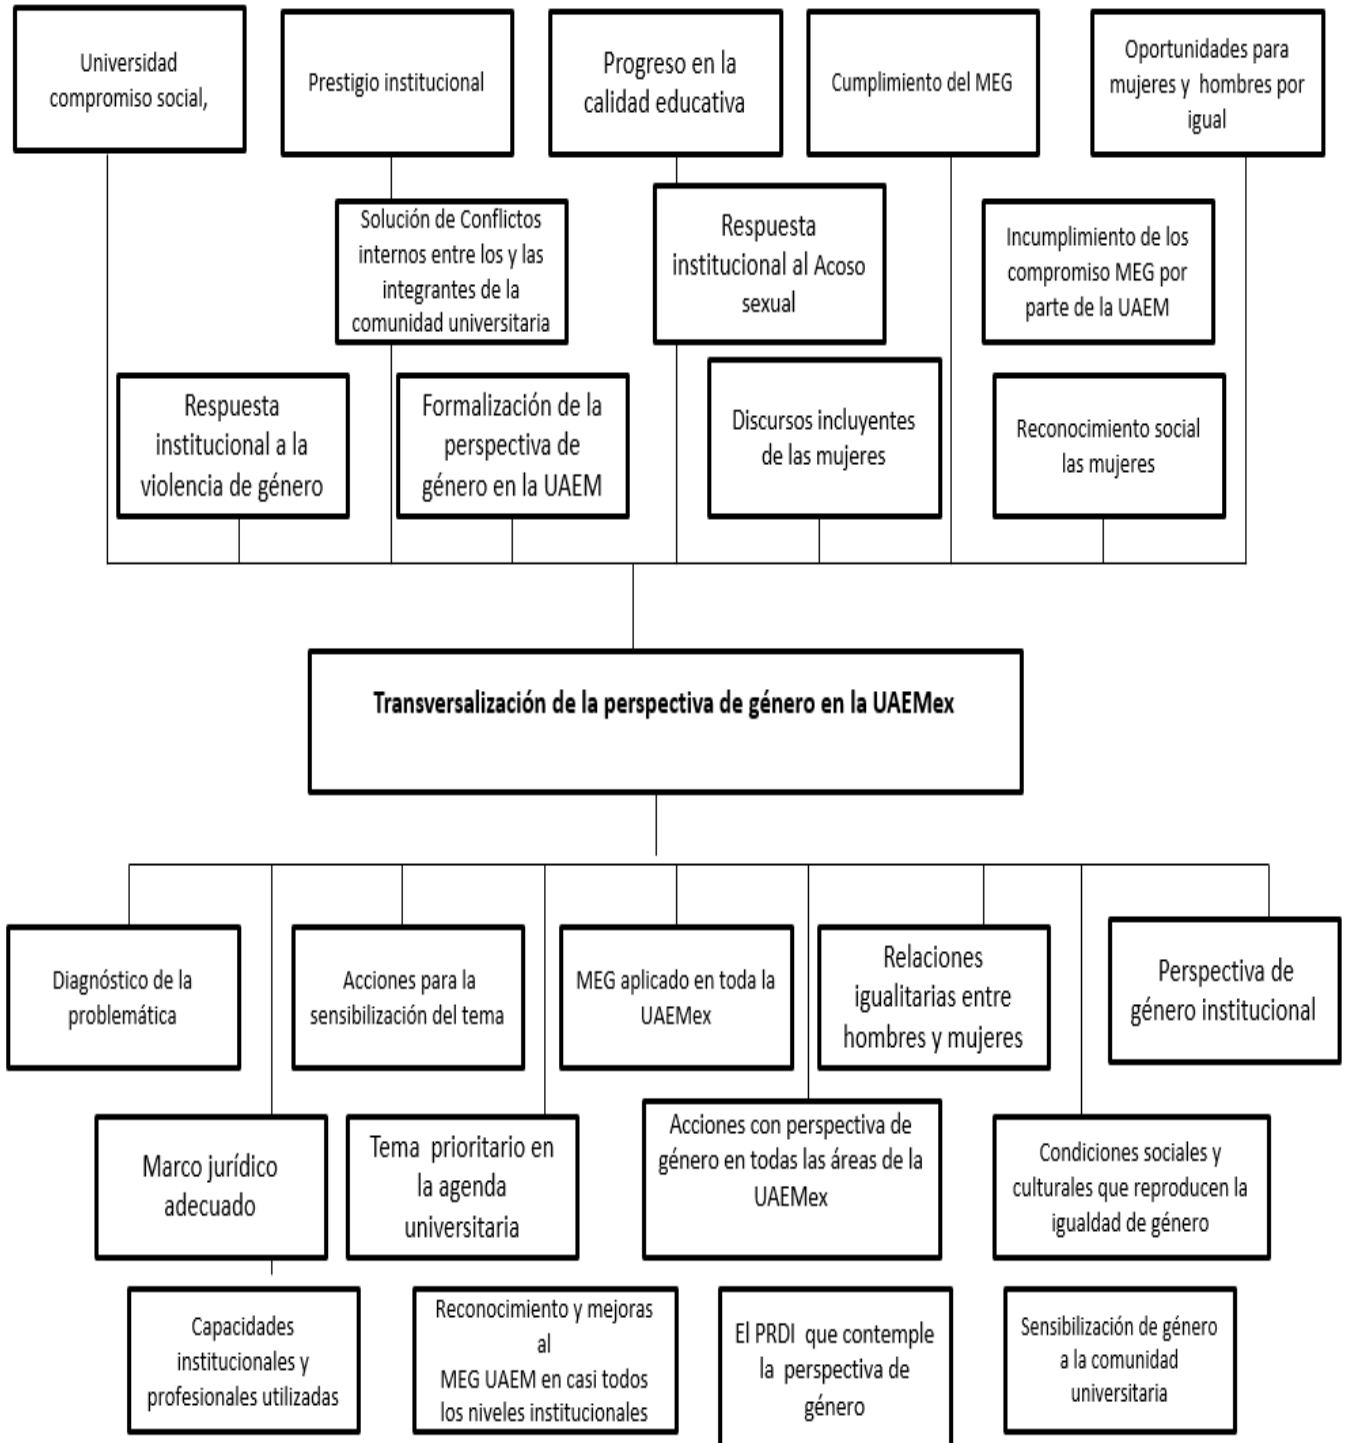 Universidad
compromiso social,
Prestigio institucional
Progreso en la
calidad educativa
Cumplimiento del MEG
Oportunidades para
mujeres y hombres por
igual
Solución de Conflictos
internos entre los y las
integrantes de la
comunidad universitaria
Respuesta
institucional al Acoso
sexual
Incumplimiento de los
compromiso MEG por
parte de la UAEM
Respuesta
institucional a la
violencia de género
Formalización de la
perspectiva de
género en la UAEM
Discursos incluyentes
de las mujeres
Reconocimiento social
las mujeres
Transversalización de la perspectiva de género en la UAEMex
Diagnóstico de la
problemática
Acciones para la
sensibilización del tema
MEG aplicado en toda la
UAEMex
Relaciones
igualitarias entre
hombres y mujeres
Perspectiva de
género institucional
Marco jurídico
adecuado
Tema prioritario en
la agenda
universitaria
Acciones con perspectiva de
género en todas las áreas de la
UAEMex
Condiciones sociales y
culturales que reproducen la
igualdad de género
Capacidades
institucionales y
profesionales utilizadas
Reconocimiento y mejoras
al
MEG UAEM en casi todos
los niveles institucionales
El PRDI que contemple
la perspectiva de
género
Sensibilización de género
a la comunidad
universitaria